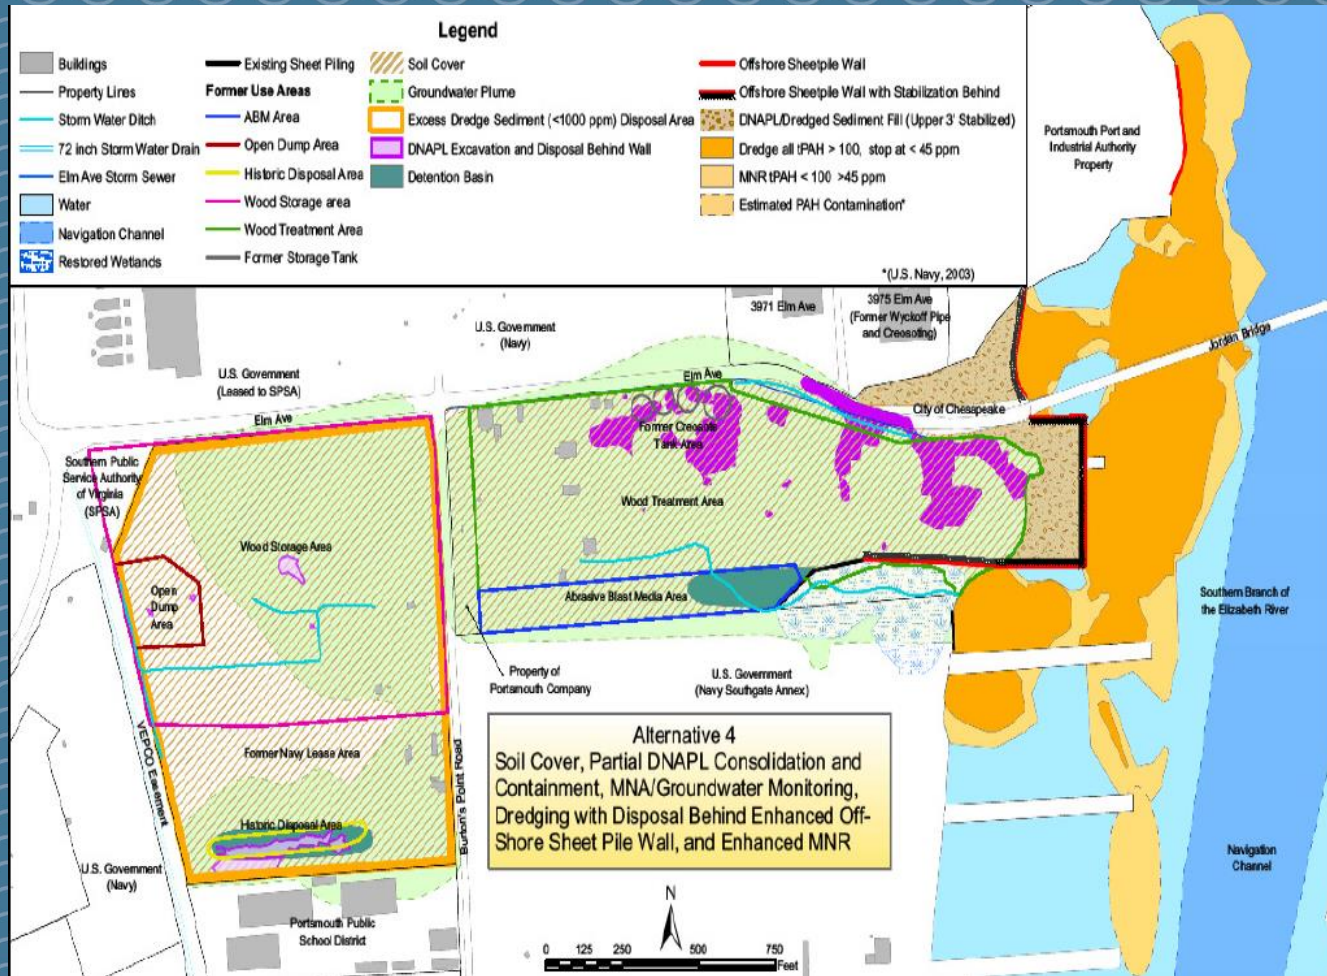 Legend
Buildings
Property Lines
Storm Water Ditch
72 inch Storm Water Drain
Elm Ave Storm Sewer
Water
Navigation Channel
Restored Wetlands
Existing Sheet Piling
Former Use Areas
ABM Area
Open Dump Area
Historic Disposal Area
Wood Storage area
Wood Treatment Area
Former Storage Tank
Soil Cover
Groundwater Plume
Excess Dredge Sediment (<1000 ppm) Disposal Area
DNAPL Excavation and Disposal Behind Wall
Detention Basin
Offshore Sheetpile Wall
Offshore Sheetpile Wall with Stabilization Behind
DNAPL/Dredged Sediment Fill (Upper 3' Stabilized)
Dredge all tPAH > 100, stop at < 45 ppm
MNR tPAH < 100 >45 ppm
Estimated PAH Contamination*
*(U.S. Navy, 2003)
Portsmouth Port and
Industrial Authority
Property
3971 Elm Ave
3975 Elm Ave
(Former Wyckoff Pipe
and Creosoting)
U.S. Government
(Navy)
U.S. Government
(Leased to SPSA)
Jordan Bridge
Elm Ave
City of Chesapeake
Elm Ave
Former Creosote
Tank Area
Southern Public
Service Authority
of Virginia
(SPSA)
Wood Treatment Area
Wood Storage Area
Open
Dump
Area
Abrasive Blast Media Area
Southern Branch of
the Elizabeth River
Property of
Portsmouth Company
U.S. Government
(Navy Southgate Annex)
VEPCO Easement
Former Navy Lease Area
Burton's Point Road
Alternative 4
Soil Cover, Partial DNAPL Consolidation and
Containment, MNA/Groundwater Monitoring,
Dredging with Disposal Behind Enhanced Off-
Shore Sheet Pile Wall, and Enhanced MNR
Historic Disposal Area
U.S. Government
(Navy)
Navigation
Channel
Portsmouth Public
School District
N
0 125 250 500 750
Feet